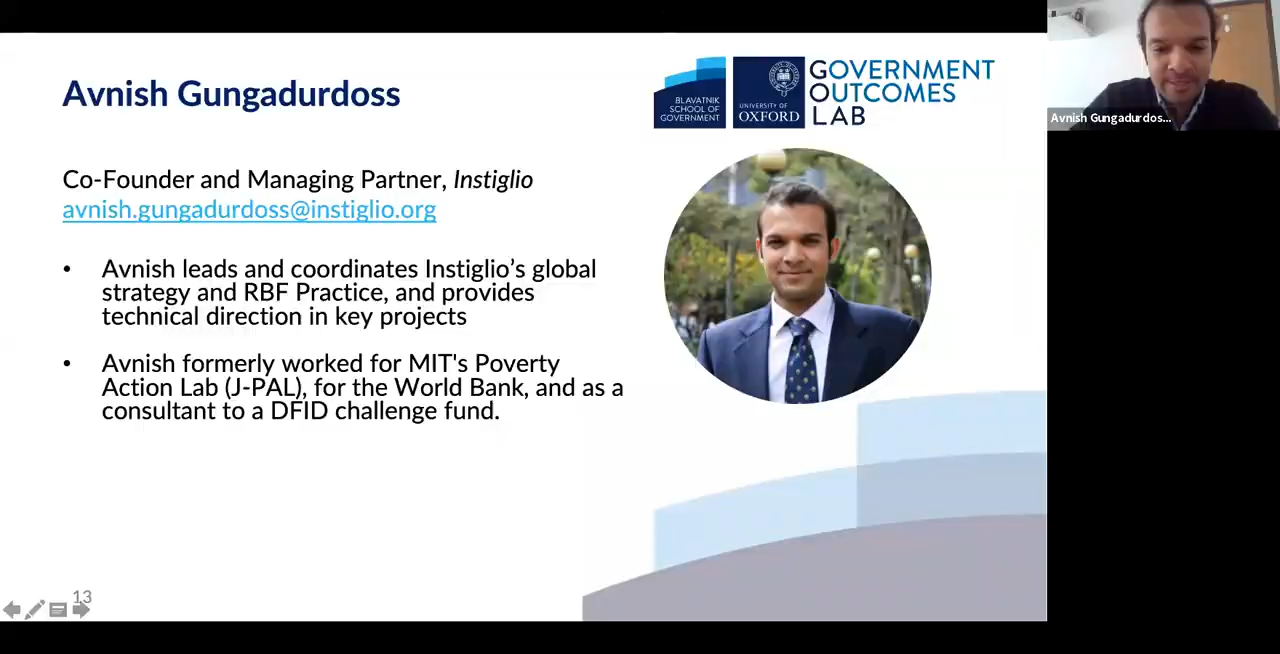 Avnish Gungadurdoss
BLAVATNIK
SCHOOL OF
GOVERNMENT
UNIVERSITY OF
OXFORD
GOVERNMENT
OUTCOMES
LAB
Avnish Gungadurdos...
Co-Founder and Managing Partner, Instiglio
avnish.gungadurdoss@instiglio.org
• Avnish leads and coordinates Instiglio’s global
strategy and RBF Practice, and provides
technical direction in key projects
• Avnish formerly worked for MIT's Poverty
Action Lab (J-PAL), for the World Bank, and as a
consultant to a DFID challenge fund.
13